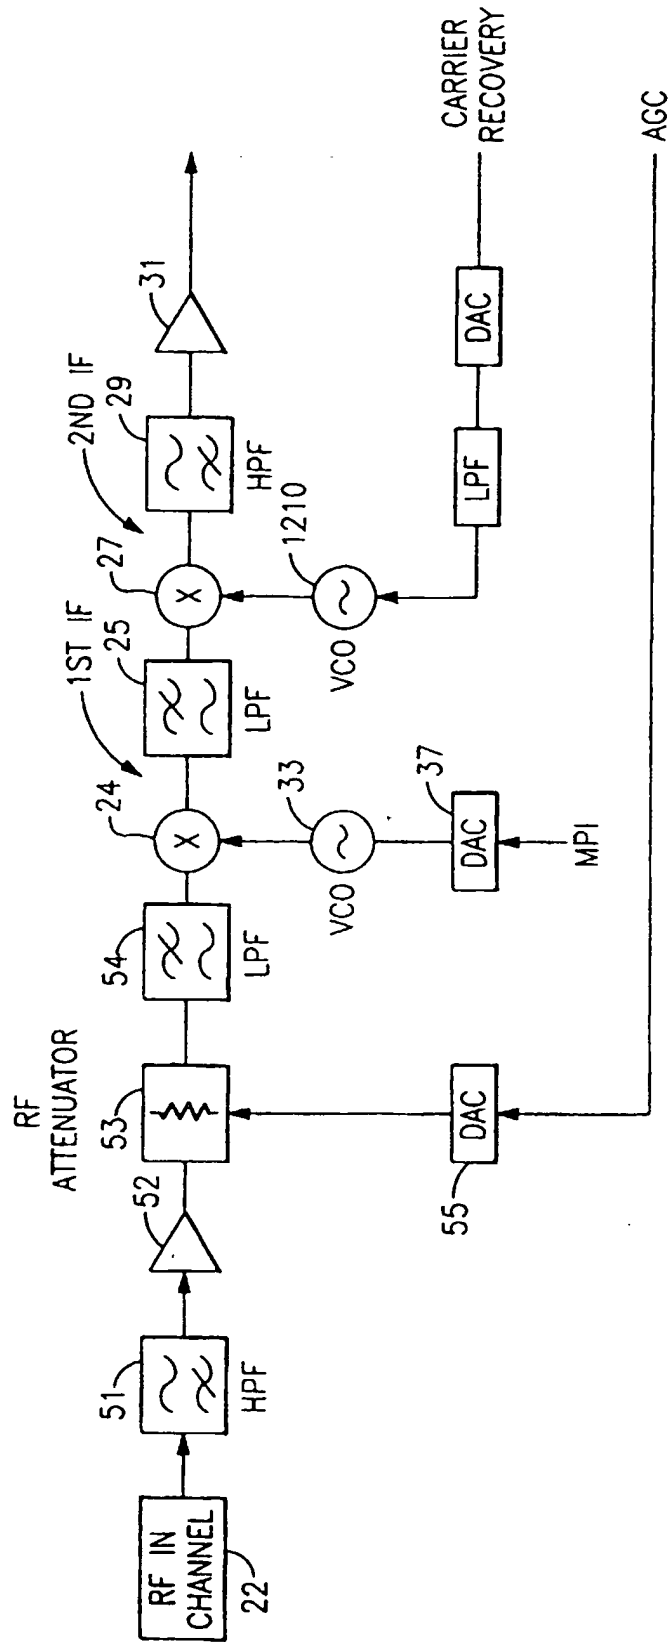 RF IN
CHANNEL
22
51
HPF
52
RF
ATTENUATOR
53
54
LPF
24
1ST IF
25
LPF
27
2ND IF
29
HPF
31
X
X
33
VCO
1210
VCO
DAC
55
DAC
37
MPI
LPF
DAC
CARRIER
RECOVERY
AGC